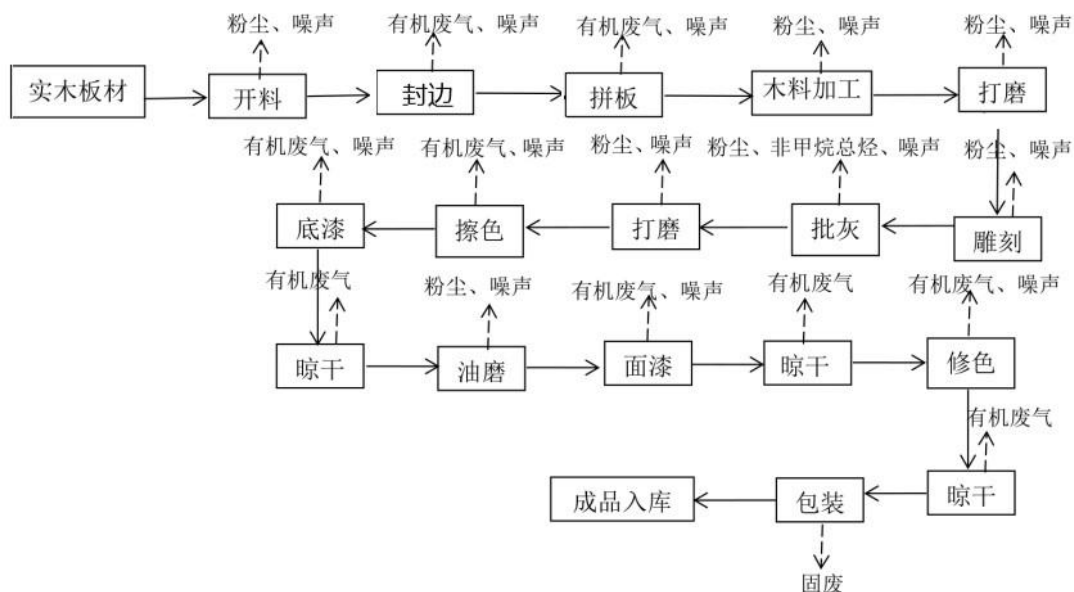 粉尘、噪声
有机废气、噪声
有机废气、噪声
粉尘、噪声
粉尘、噪声
实木板材
开料
封边
拼板
木料加工
打磨
有机废气、噪声
有机废气、噪声
粉尘、噪声
粉尘、非甲烷总烃、噪声
粉尘、噪声
底漆
擦色
打磨
批灰
雕刻
有机废气
粉尘、噪声
有机废气、噪声
有机废气
有机废气、噪声
晾干
油磨
面漆
晾干
修色
有机废气
成品入库
包装
晾干
固废